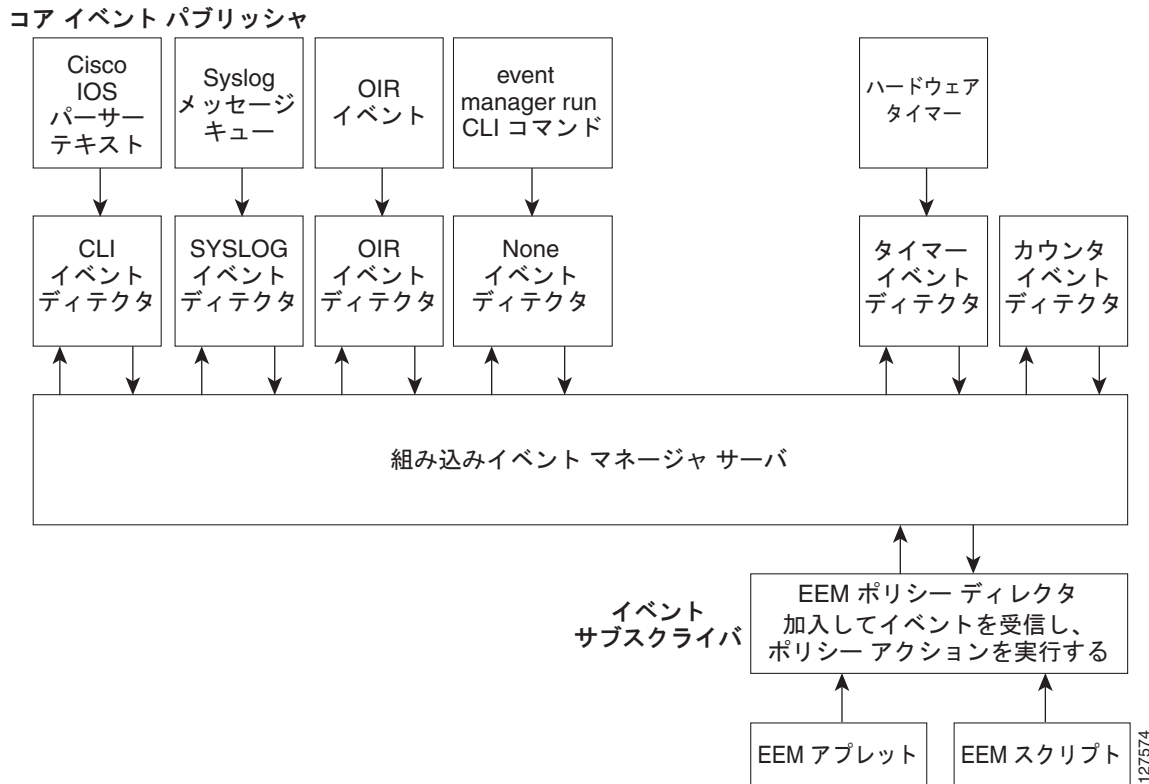 コア イベント パブリッシャ
Cisco
IOS
パーサー
テキスト
Syslog
メッセージ
キュー
OIR
イベント
event
manager run
CLI コマンド
ハードウェア
タイマー
CLI
イベント
ディテクタ
SYSLOG
イベント
ディテクタ
OIR
イベント
ディテクタ
None
イベント
ディテクタ
タイマー
イベント
ディテクタ
カウンタ
イベント
ディテクタ
組み込みイベント マネージャ サーバ
イベント
サブスクライバ
EEM ポリシー ディレクタ
加入してイベントを受信し、
ポリシー アクションを実行する
EEM アプレット
EEM スクリプト
127574